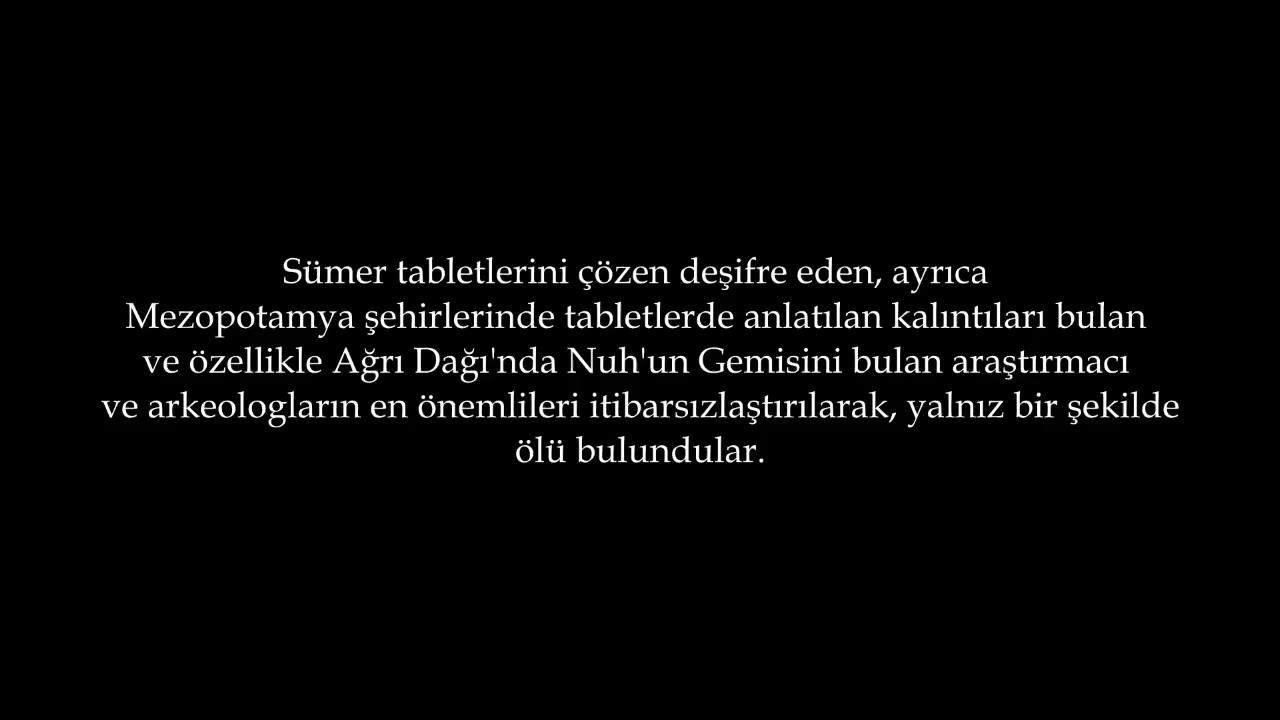 Sümer tabletlerini çözen deşifre eden, ayrıca
Mezopotamya şehirlerinde tabletlerde anlatılan kalıntıları bulan
ve özellikle Ağrı Dağı'nda Nuh'un Gemisini bulan araştırmacı
ve arkeologların en önemlileri itibarsızlaştırılarak, yalnız bir şekilde
ölü bulundular.